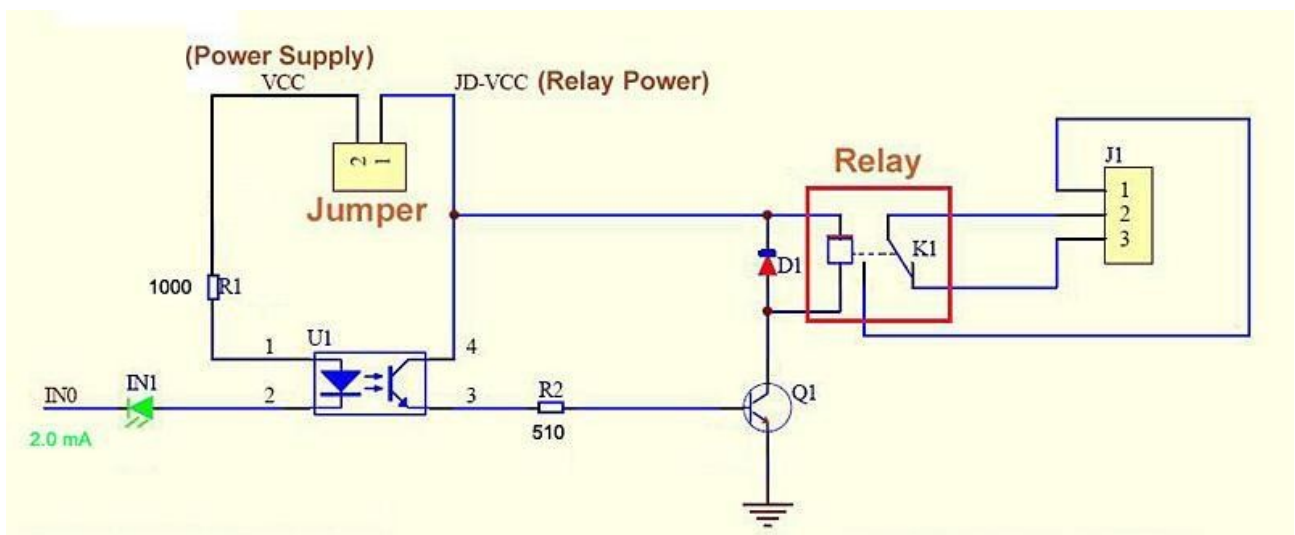 (Power Supply)
VCC
JD-VCC (Relay Power)
2 1
Jumper
Relay
J1
1
2
3
K1
D1
1000 R1
U1
1
4
IN0
IN1
2
3
R2
Q1
2.0 mA
510